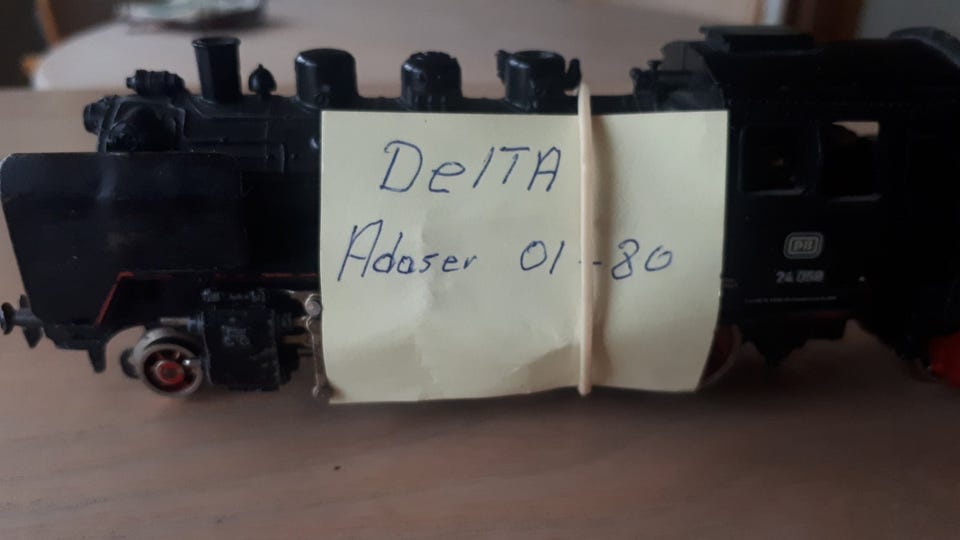 DelTA
Adaser 01--80
DB
24 058